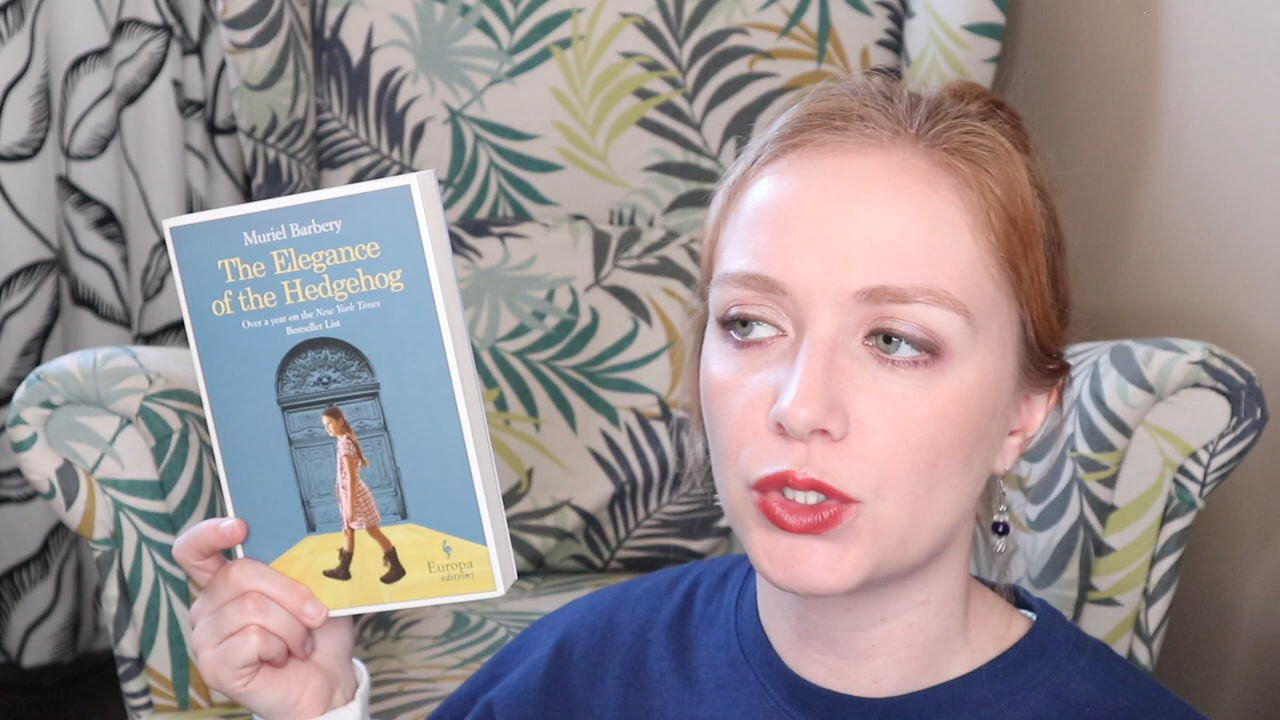 Muriel Barbery
The Elegance
of the Hedgehog
Over a year on the New York Times
Bestseller List
Europa
editions